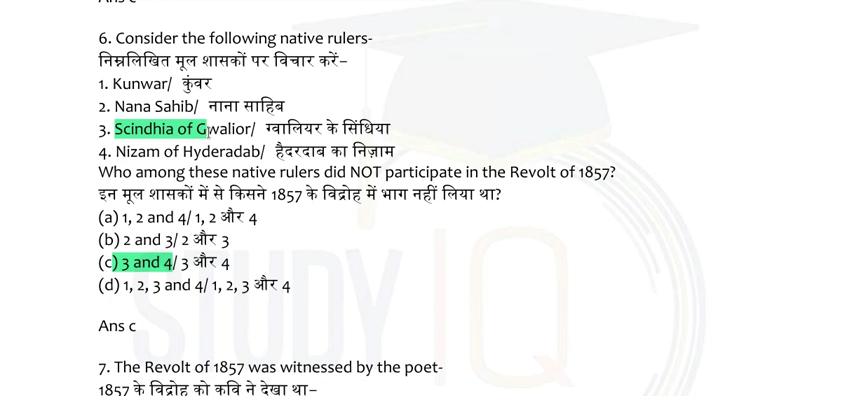 6. Consider the following native rulers-
निम्नलिखित मूल शासकों पर विचार करें–
1. Kunwar/ कुंवर
2. Nana Sahib/ नाना साहिब
3. Scindhia of Gwalior/ ग्वालियर के सिंधिया
4. Nizam of Hyderadab/ हैदरदाब का निज़ाम
Who among these native rulers did NOT participate in the Revolt of 1857?
इन मूल शासकों में से किसने 1857 के विद्रोह में भाग नहीं लिया था?
(a) 1, 2 and 4/ 1, 2 और 4
(b) 2 and 3/ 2 और 3
(c) 3 and 4/ 3 और 4
(d) 1, 2, 3 and 4/ 1, 2, 3 और 4
Ans c
7. The Revolt of 1857 was witnessed by the poet-
1857 के विद्रोह को कवि ने देखा था–
STUDY IQ